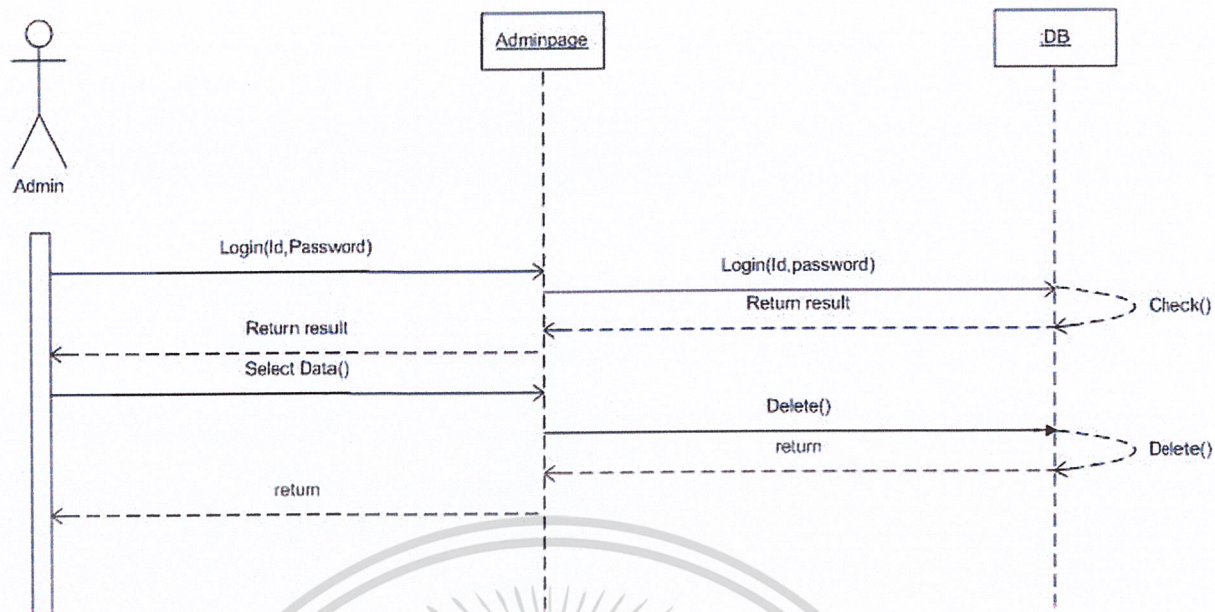 Adminpage
:DB
Admin
Login(Id,Password)
Login(Id,password)
Return result
Check()
Return result
Select Data()
Delete()
return
Delete()
return